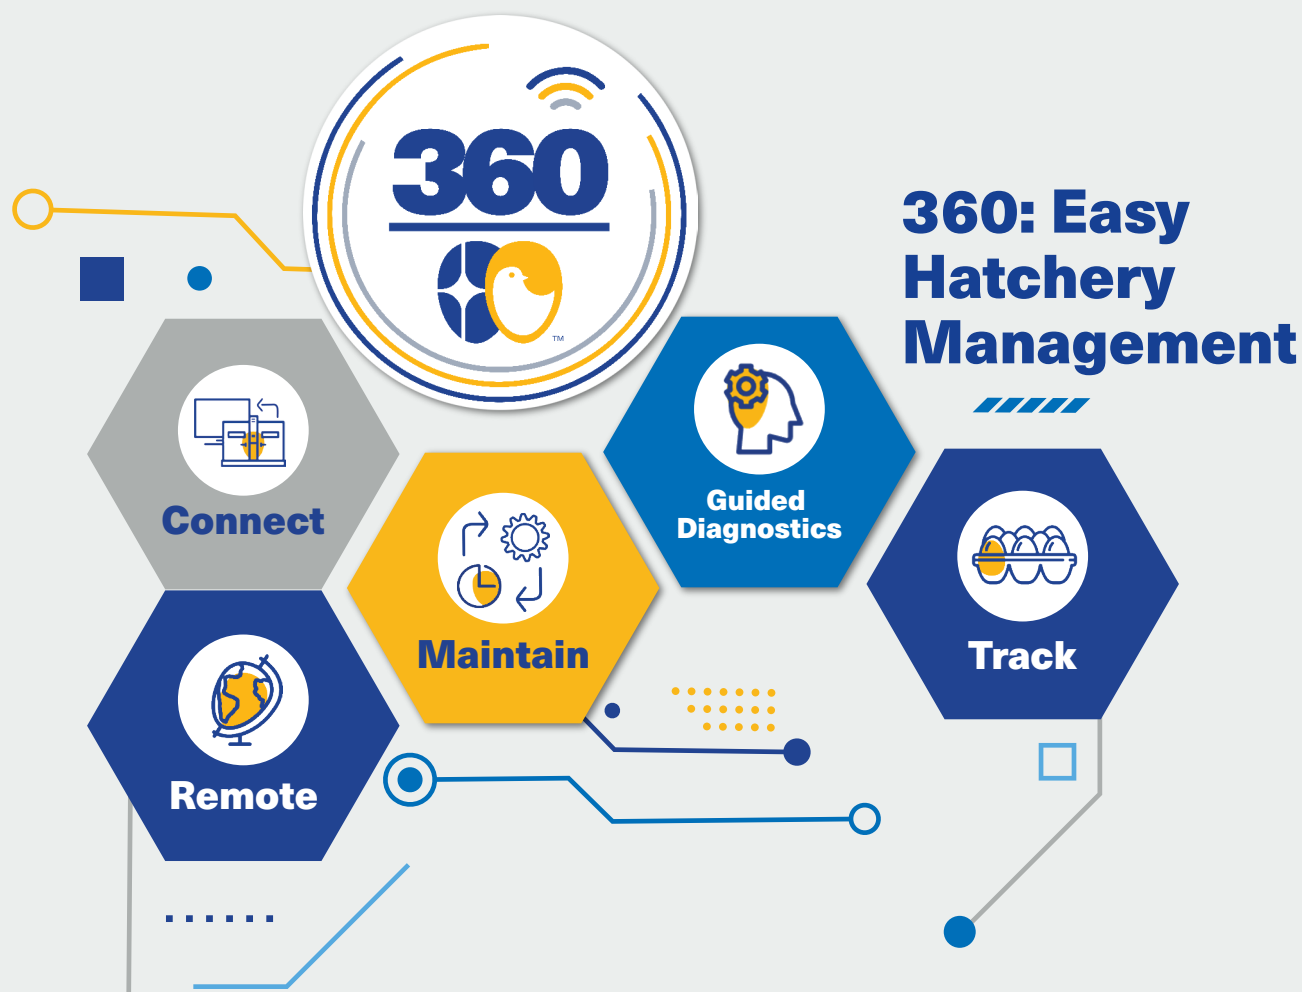 360
TM
360: Easy
Hatchery
Management
Connect
Guided
Diagnostics
Maintain
Track
Remote